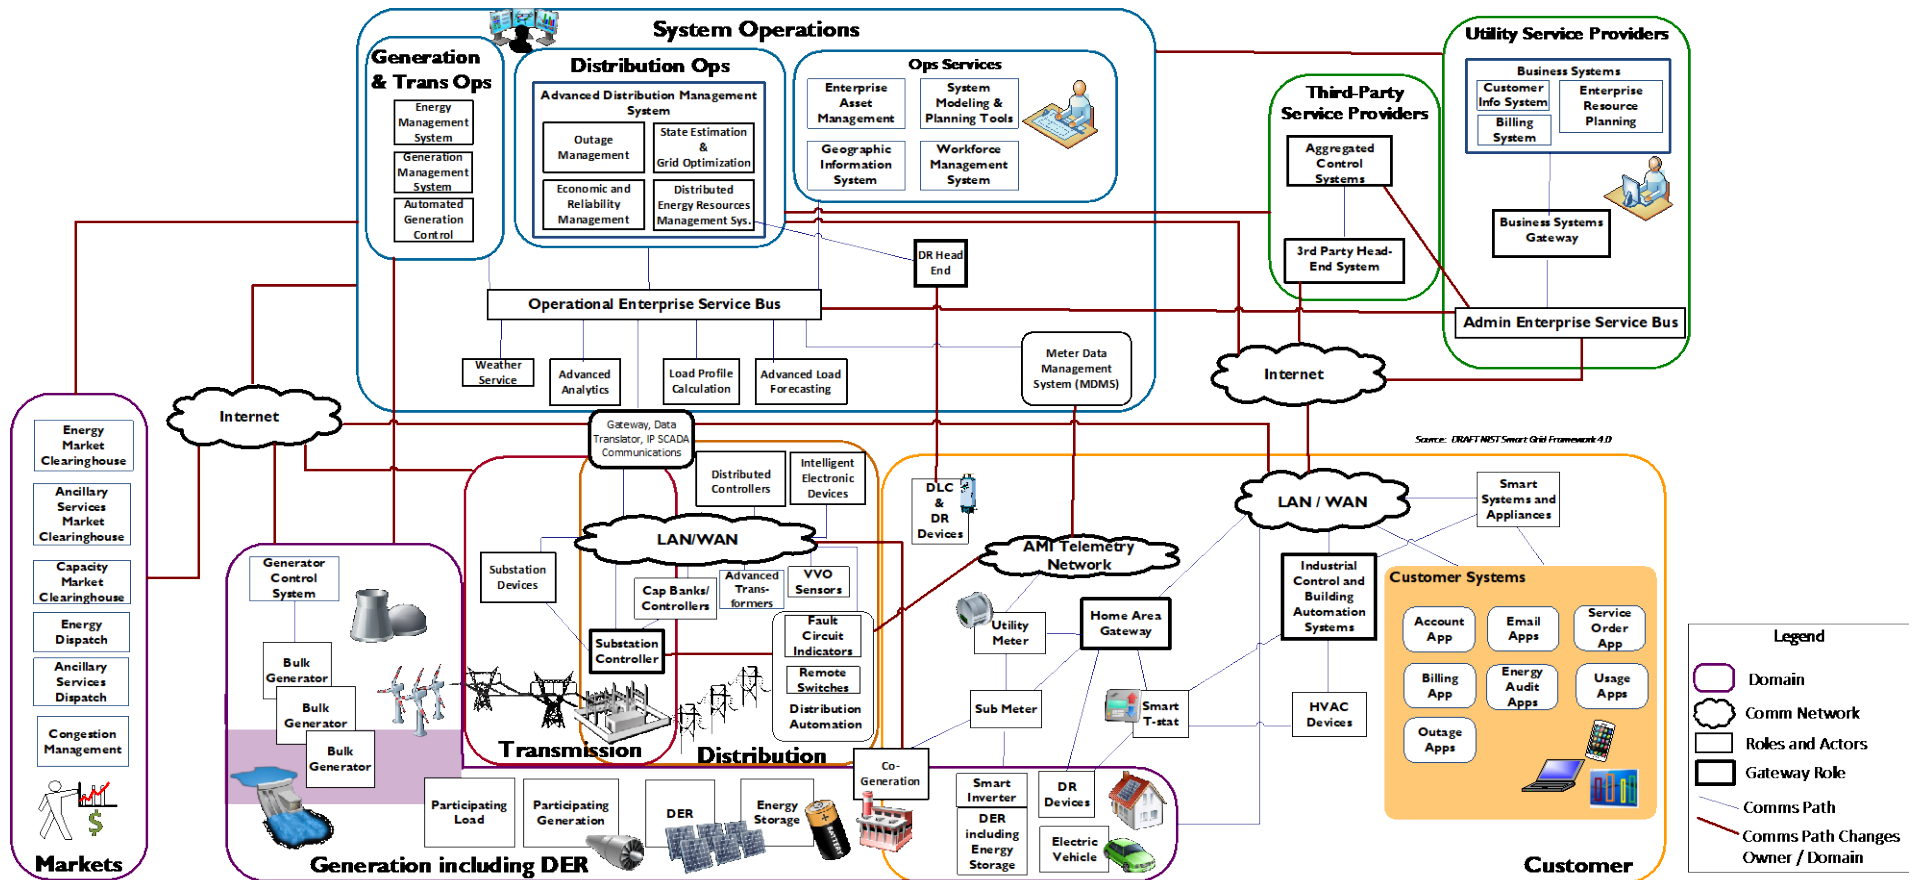 System Operations
Generation
& Trans Ops
Energy
Management
System
Generation
Management
System
Automated
Generation
Control
Distribution Ops
Advanced Distribution Management
System
Outage
Management
State Estimation
&
Grid Optimization
Economic and
Reliability
Management
Distributed
Energy Resources
Management Sys.
Ops Services
Enterprise
Asset
Management
System
Modeling &
Planning Tools
Geographic
Information
System
Workforce
Management
System
DR Head
End
Operational Enterprise Service Bus
Weather
Service
Advanced
Analytics
Load Profile
Calculation
Advanced Load
Forecasting
Meter Data
Management
System (MDMS)
Third-Party
Service Providers
Aggregated
Control
Systems
3rd Party Head-
End System
Utility Service Providers
Business Systems
Customer
Info System
Billing
System
Enterprise
Resource
Planning
Business Systems
Gateway
Admin Enterprise Service Bus
Internet
Internet
Source: DRAFT NIST Smart Grid Framework 4.0
Energy
Market
Clearinghouse
Ancillary
Services
Market
Clearinghouse
Capacity
Market
Clearinghouse
Energy
Dispatch
Ancillary
Services
Dispatch
Congestion
Management
$
Markets
Gateway, Data
Translator, IP SCADA
Communications
Distributed
Controllers
Intelligent
Electronic
Devices
LAN/WAN
Substation
Devices
Cap Banks/
Controllers
Advanced
Trans-
formers
VVO
Sensors
Substation
Controller
Fault
Circuit
Indicators
Remote
Switches
Distribution
Automation
Transmission
Distribution
Generator
Control
System
Bulk
Generator
Bulk
Generator
Bulk
Generator
Participating
Load
Participating
Generation
DER
Energy
Storage
BATTERY
Generation including DER
Co-
Generation
DLC
&
DR
Devices
AMI Telemetry
Network
LAN / WAN
Smart
Systems and
Appliances
Utility
Meter
Home Area
Gateway
Industrial
Control and
Building
Automation
Systems
Sub Meter
Smart
T-stat
HVAC
Devices
Smart
Inverter
DER
including
Energy
Storage
DR
Devices
Electric
Vehicle
Customer Systems
Account
App
Email
Apps
Service
Order
App
Billing
App
Energy
Audit
Apps
Usage
Apps
Outage
Apps
Customer
Legend
Domain
Comm Network
Roles and Actors
Gateway Role
Comms Path
Comms Path Changes
Owner / Domain